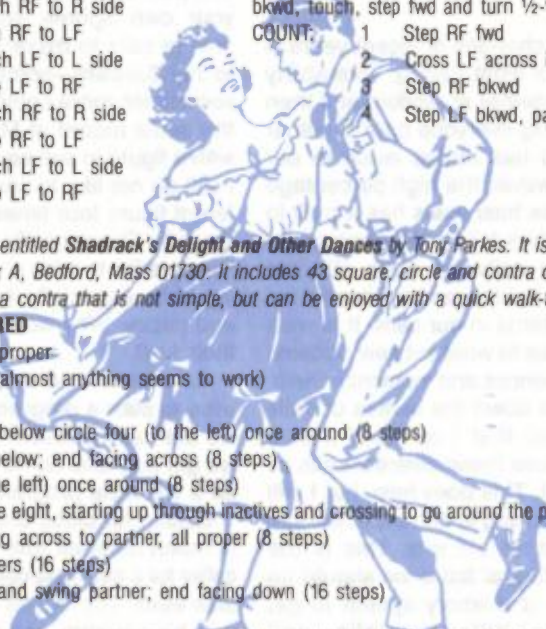 h RF to R side
RF to LF
h LF to L side
LF to RF
h RF to R side
RF to LF
h LF to L side
LF to RF
bkwd, touch, step fwd and turn ½-
COUNT: 1 Step RF fwd
2 Cross LF across
3 Step RF bkwd
4 Step LF bkwd, pa
entitled Shadrack's Delight and Other Dances by Tony Parkes. It is
A, Bedford, Mass 01730. It includes 43 square, circle and contra
a contra that is not simple, but can be enjoyed with a quick walk-
RED
proper
almost anything seems to work)
below circle four (to the left) once around (8 steps)
elow; end facing across (8 steps)
e left) once around (8 steps)
e eight, starting up through inactives and crossing to go around the p
g across to partner, all proper (8 steps)
ers (16 steps)
and swing partner; end facing down (16 steps)